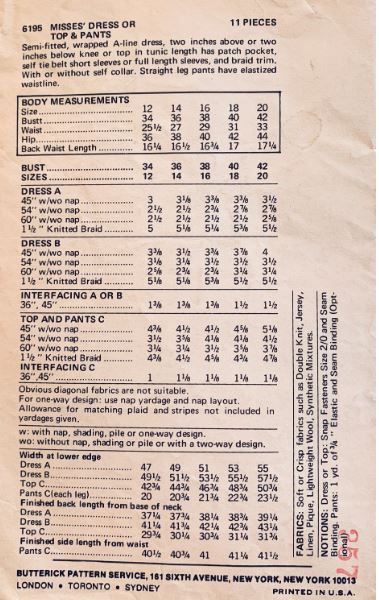 6195 MISSES' DRESS OR TOP & PANTS 11 PIECES
Semi-fitted, wrapped A-line dress, two inches above or two
inches below knee or top in tunic length has patch pocket,
self tie belt short sleeves or full length sleeves, and braid trim.
With or without self collar. Straight leg pants have elastized
waistline.
BODY MEASUREMENTS
Size 12 14 16 18 20
Bust 34 36 38 40 42
Waist 25½ 27 29 31 33
Hip 36 38 40 42 44
Back Waist Length 16¼ 16½ 16¾ 17 17¼
BUST 34 36 38 40 42
SIZES 12 14 16 18 20
DRESS A
45" w/wo nap 3 3⅛ 3⅜ 3⅜ 3½
54" w/wo nap 2½ 2½ 2¾ 2⅞ 2⅞
60" w/wo nap 2½ 2½ 2½ 2½ 2⅝
1½" Knitted Braid 5 5⅛ 5¼ 5⅜ 5½
DRESS B
45" w/wo nap 3⅜ 3½ 3¾ 3⅞ 4
54" w/wo nap 3⅛ 3¼ 3½ 3½ 3¾
60" w/wo nap 2⅝ 2¾ 2¾ 3¼ 3¼
1½" Knitted Braid 5⅛ 5⅛ 5⅜ 5½ 5½
INTERFACING A OR B
36", 45" 1⅜ 1⅜ 1⅜ 1½ 1½
TOP AND PANTS C
45" w/wo nap 4⅜ 4½ 4½ 4⅝ 5⅛
54" w/wo nap 3½ 3⅝ 4⅛ 4¼ 4½
60" w/wo nap 3¼ 3¼ 3½ 3⅝ 3⅞
1½" Knitted Braid 4⅜ 4½ 4⅝ 4¾ 4⅞
INTERFACING C
36", 45" 1 1⅛ 1⅛ 1⅛ 1⅛
Obvious diagonal fabrics are not suitable.
For one-way design: use nap yardage and nap layout.
Allowance for matching plaid and stripes not included in
yardages given.
w: with nap, shading, pile or one-way design.
wo: without nap, shading or pile or with a two-way design.
Width at lower edge
Dress A 47 49 51 53 55
Dress B 49½ 51½ 53½ 55½ 57½
Top C 42¾ 44¾ 46¾ 48¾ 50¾
Pants C(each leg) 20 20¾ 21¾ 22¾ 23½
Finished back length from base of neck
Dress A 37¼ 37¾ 38¼ 38¾ 39¼
Dress B 41¼ 41¾ 42¼ 42¾ 43¼
Top C 29¾ 30¼ 30¾ 31¼ 31¾
Finished side length from waist
Pants C 40½ 40¾ 41 41¼ 41½
FABRICS: Soft or Crisp fabrics such as Double Knit, Jersey,
Linen, Pique, Lightweight Wool, Synthetic Mixtures.
NOTIONS: Dress or Top: Snap Fasteners Size 2/0 and Seam
Binding. Pants: 1 yd. of ¾" Elastic and Seam Binding (Opt-
ional)
BUTTERICK PATTERN SERVICE, 161 SIXTH AVENUE, NEW YORK, NEW YORK 10013
LONDON • TORONTO • SYDNEY PRINTED IN U.S.A.